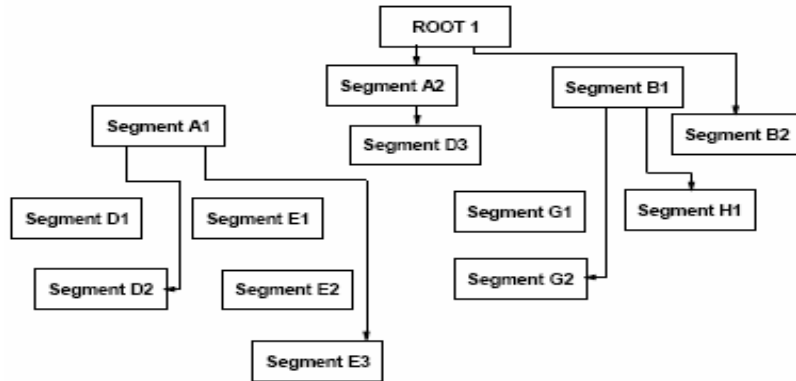 ROOT 1
Segment A2
Segment B1
Segment A1
Segment B2
Segment D3
Segment D1
Segment E1
Segment G1
Segment H1
Segment D2
Segment E2
Segment G2
Segment E3